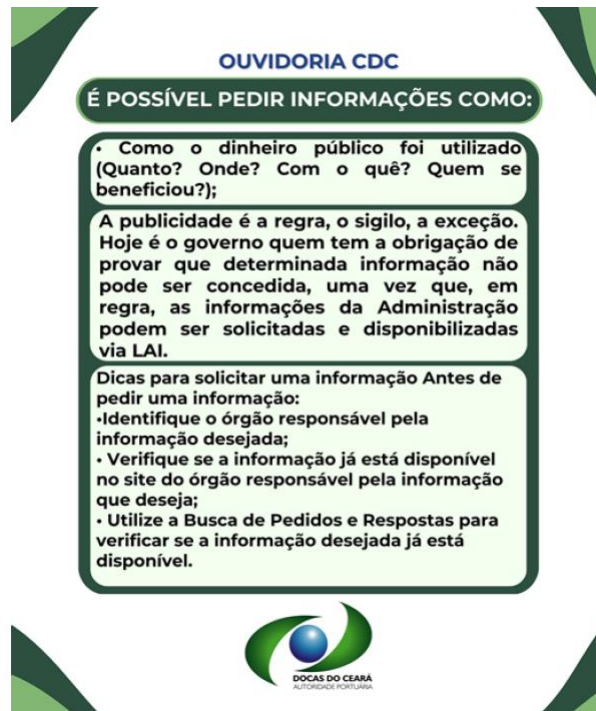 OUVIDORIA CDC
É POSSÍVEL PEDIR INFORMAÇÕES COMO:
• Como o dinheiro público foi utilizado
(Quanto? Onde? Com o quê? Quem se
beneficiou?);
A publicidade é a regra, o sigilo, a exceção.
Hoje é o governo quem tem a obrigação de
provar que determinada informação não
pode ser concedida, uma vez que, em
regra, as informações da Administração
podem ser solicitadas e disponibilizadas
via LAI.
Dicas para solicitar uma informação Antes de
pedir uma informação:
•Identifique o órgão responsável pela
informação desejada;
• Verifique se a informação já está disponível
no site do órgão responsável pela informação
que deseja;
• Utilize a Busca de Pedidos e Respostas para
verificar se a informação desejada já está
disponível.
DOCAS DO CEARÁ
AUTORIDADE PORTUÁRIA